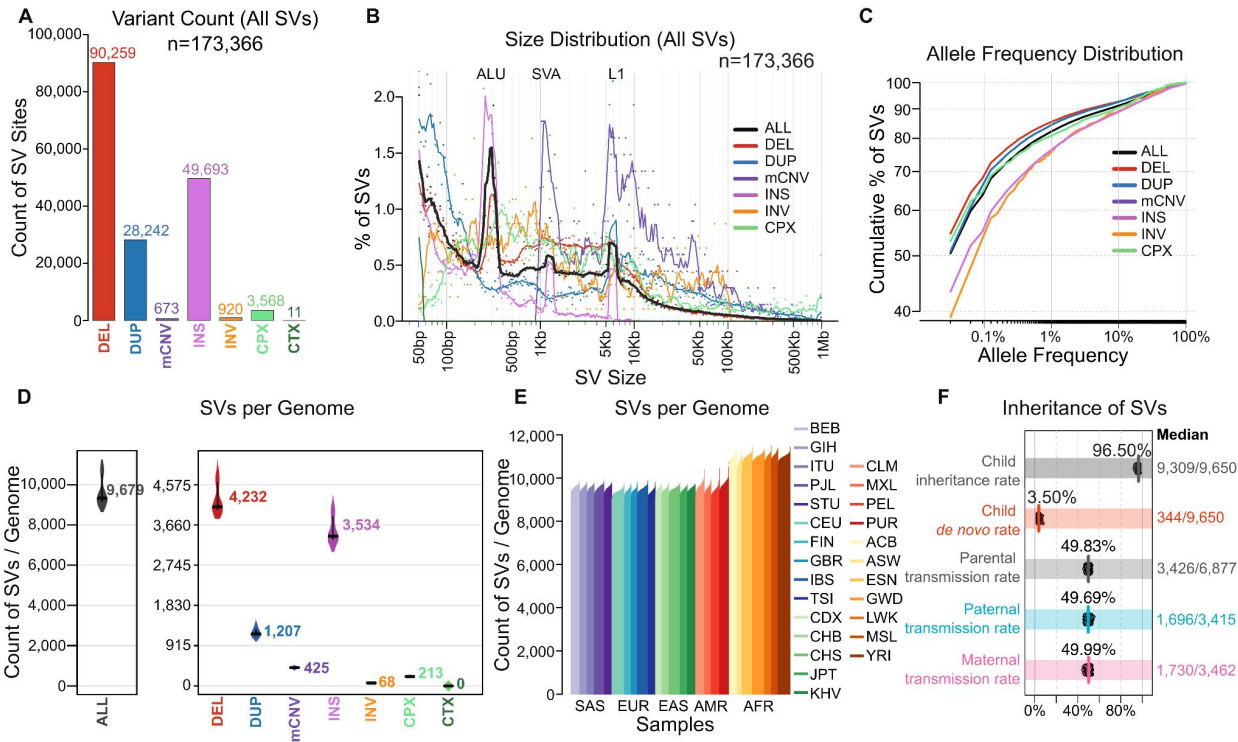 A
Variant Count (All SVs)
n=173,366
Count of SV Sites
100,000
80,000
60,000
40,000
20,000
0
90,259
28,242
673
49,693
920
3,568
11
DEL
DUP
mCNV
INS
INV
CPX
CTX
B
Size Distribution (All SVs)
n=173,366
ALU
SVA
L1
% of SVs
2.0
1.5
1.0
0.5
0.0
ALL
DEL
DUP
mCNV
INS
INV
CPX
50bp
100bp
500bp
1Kb
5Kb
10Kb
50Kb
100Kb
500Kb
1Mb
SV Size
C
Allele Frequency Distribution
Cumulative % of SVs
100
90
80
70
60
50
40
ALL
DEL
DUP
mCNV
INS
INV
CPX
0.1%
1%
10%
100%
Allele Frequency
D
SVs per Genome
Count of SVs / Genome
10,000
8,000
6,000
4,000
2,000
0
9,679
ALL
4,575
3,660
2,745
1,830
915
0
4,232
1,207
425
3,534
68
213
0
DEL
DUP
mCNV
INS
INV
CPX
CTX
E
SVs per Genome
Count of SVs / Genome
12,000
10,000
8,000
6,000
4,000
2,000
0
SAS
EUR
EAS
AMR
AFR
Samples
BEB
GIH
ITU
PJL
STU
CEU
FIN
GBR
IBS
TSI
CDX
CHB
CHS
JPT
KHV
CLM
MXL
PEL
PUR
ACB
ASW
ESN
GWD
LWK
MSL
YRI
F
Inheritance of SVs
Median
Child
inheritance rate
96.50%
9,309/9,650
Child
de novo rate
3.50%
344/9,650
Parental
transmission rate
49.83%
3,426/6,877
Paternal
transmission rate
49.69%
1,696/3,415
Maternal
transmission rate
49.99%
1,730/3,462
0%
40%
80%